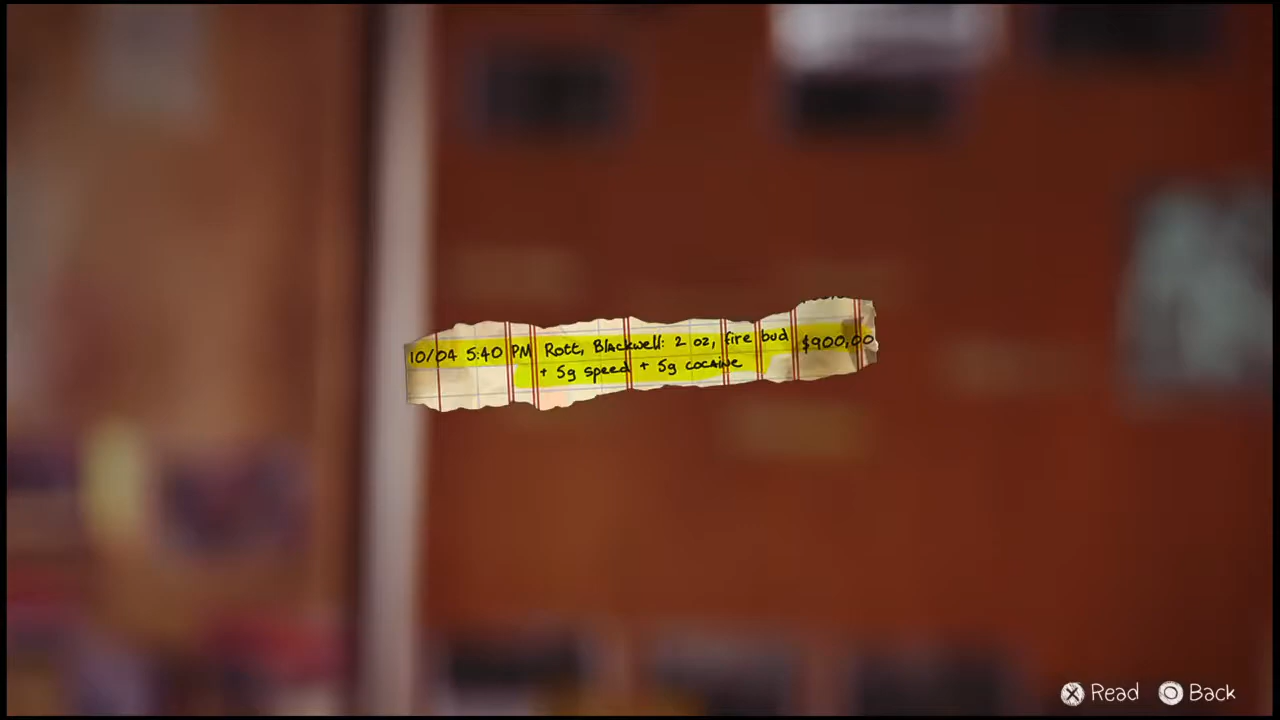 10/04 5:40 PM Rott, Blackwell: 2 oz, fire bud $900,00
+ 5g speed + 5g cocaine
Read Back